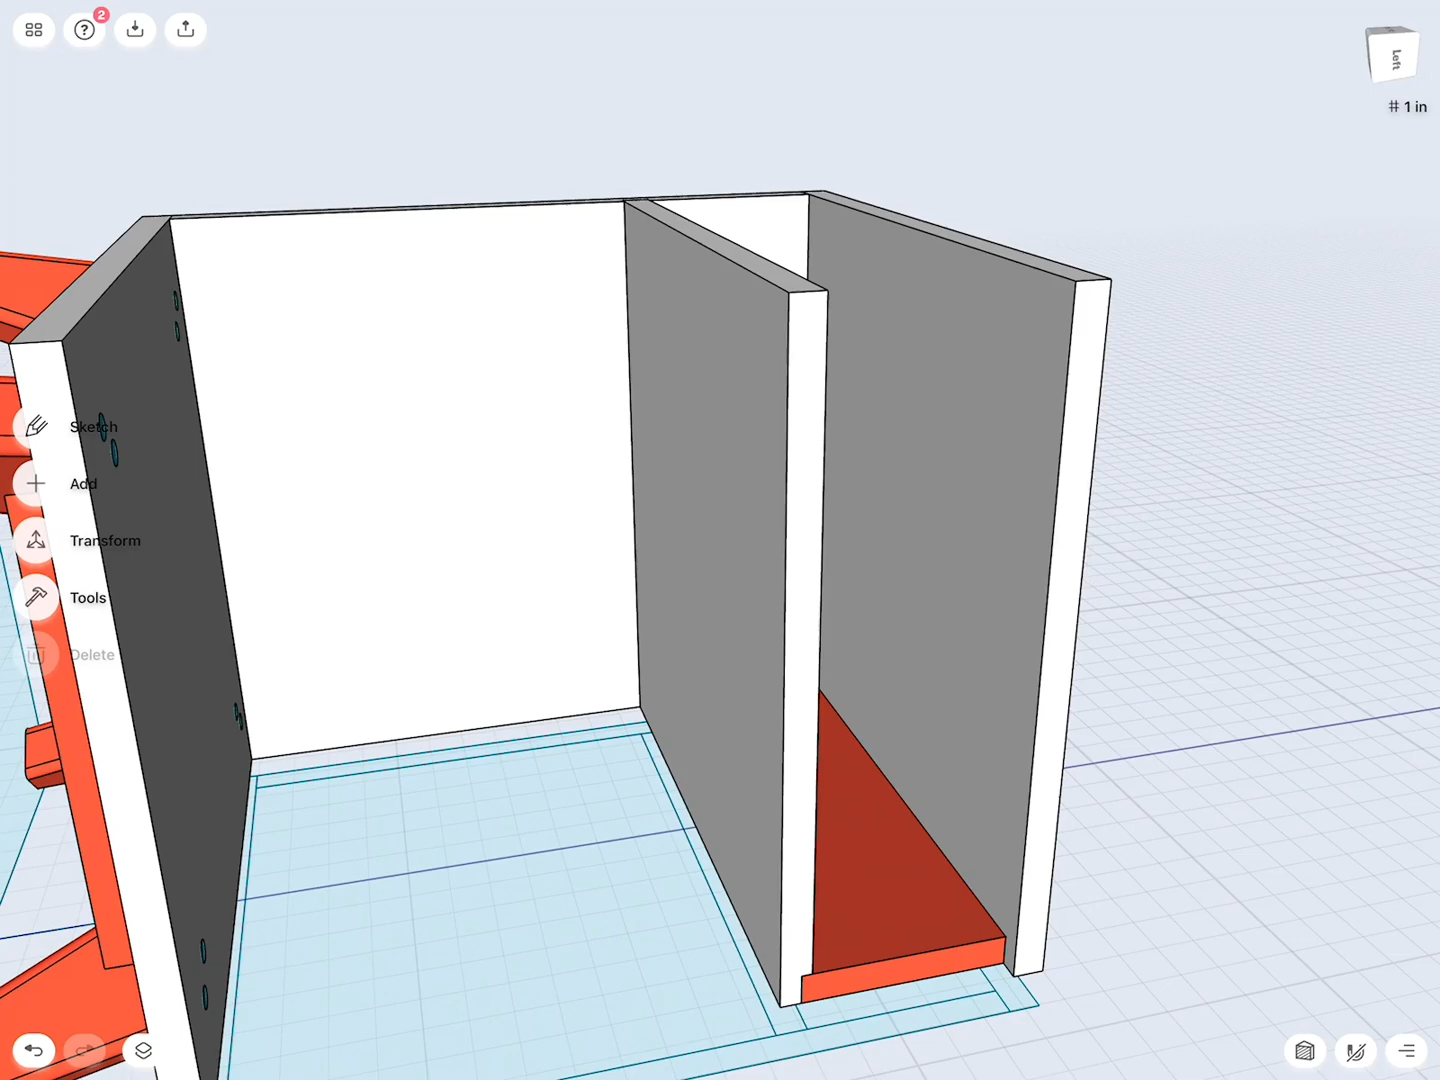 2
Left
1 in
Sketch
Add
Transform
Tools
Delete